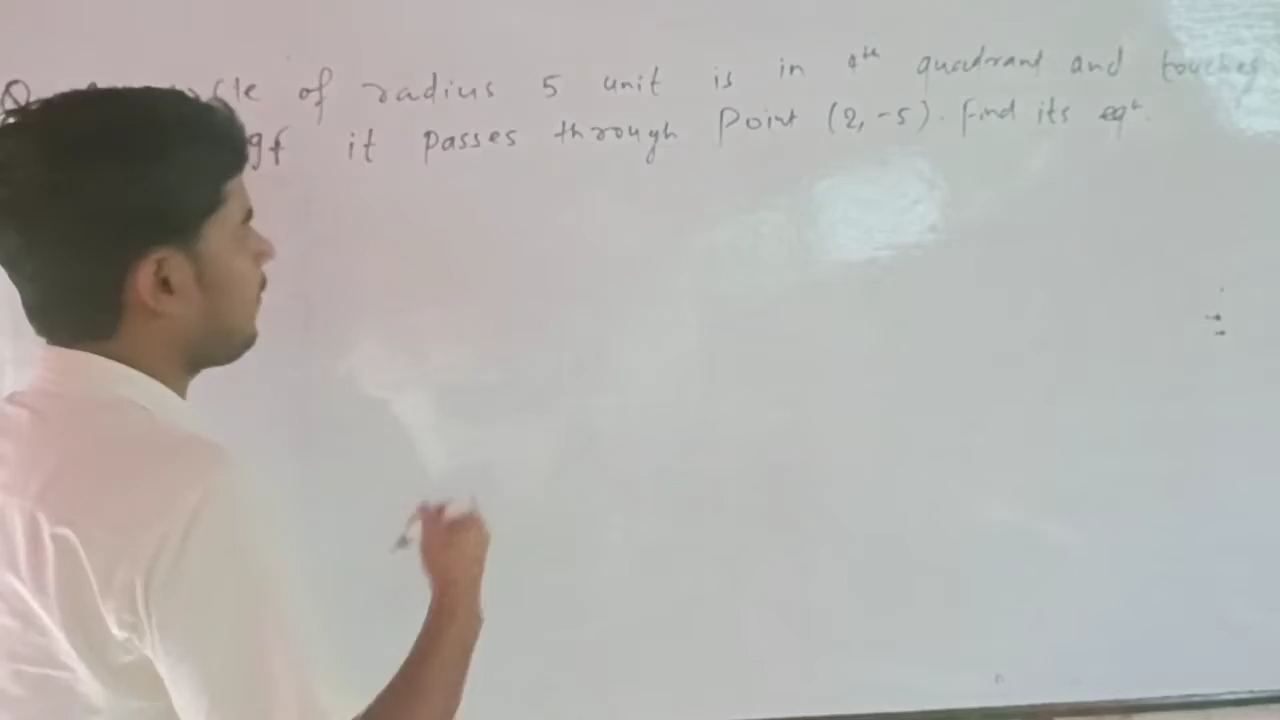 Q of radius 5 unit is in 4th quadrant and touches
it passes through Point (2, -5). find its eqn.